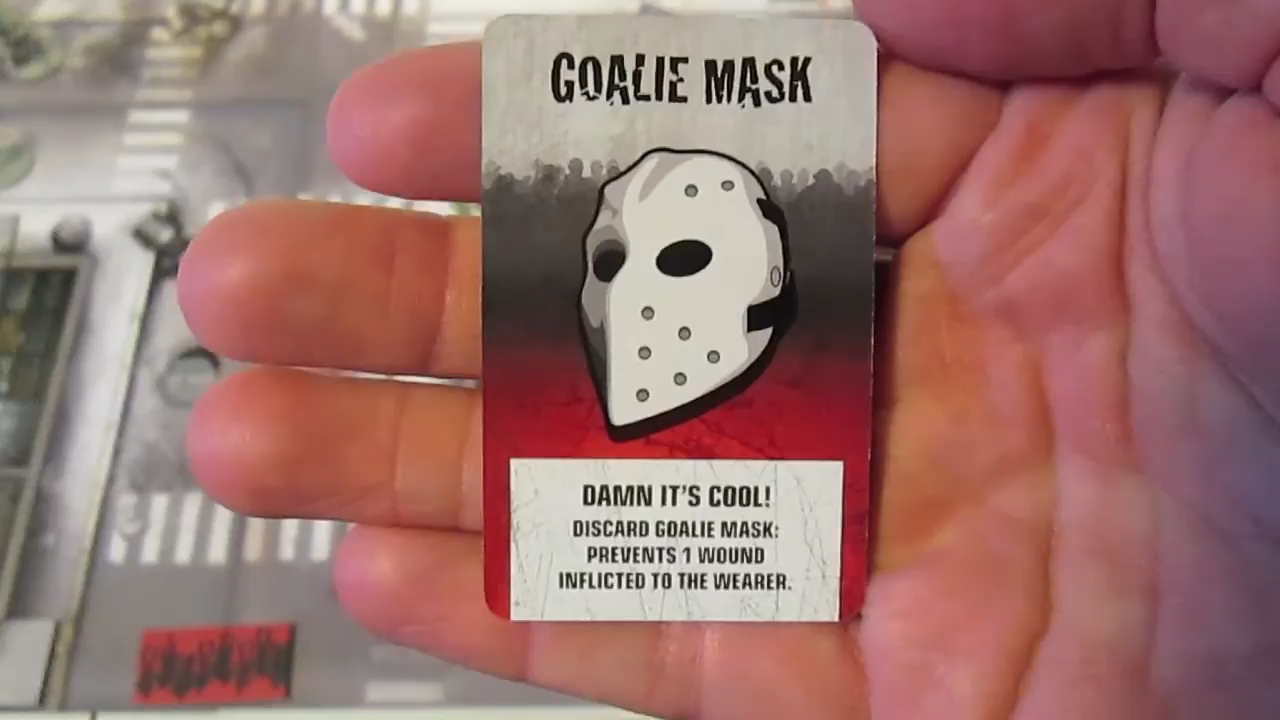 GOALIE MASK
DAMN IT'S COOL!
DISCARD GOALIE MASK:
PREVENTS 1 WOUND
INFLICTED TO THE WEARER.